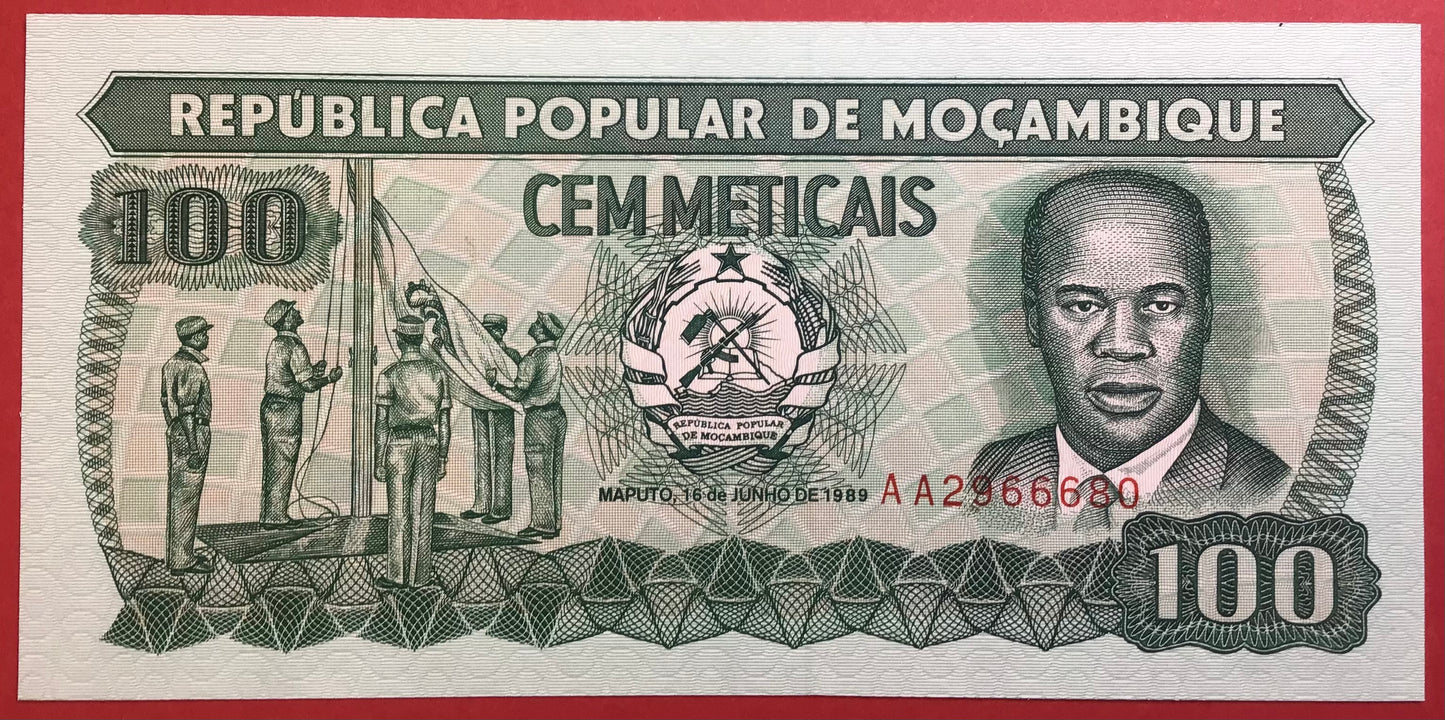 REPÚBLICA POPULAR DE MOÇAMBIQUE
100
CEM METICAIS
REPÚBLICA POPULAR
DE MOÇAMBIQUE
MAPUTO, 16 de JUNHO DE 1989
AA2966680
100